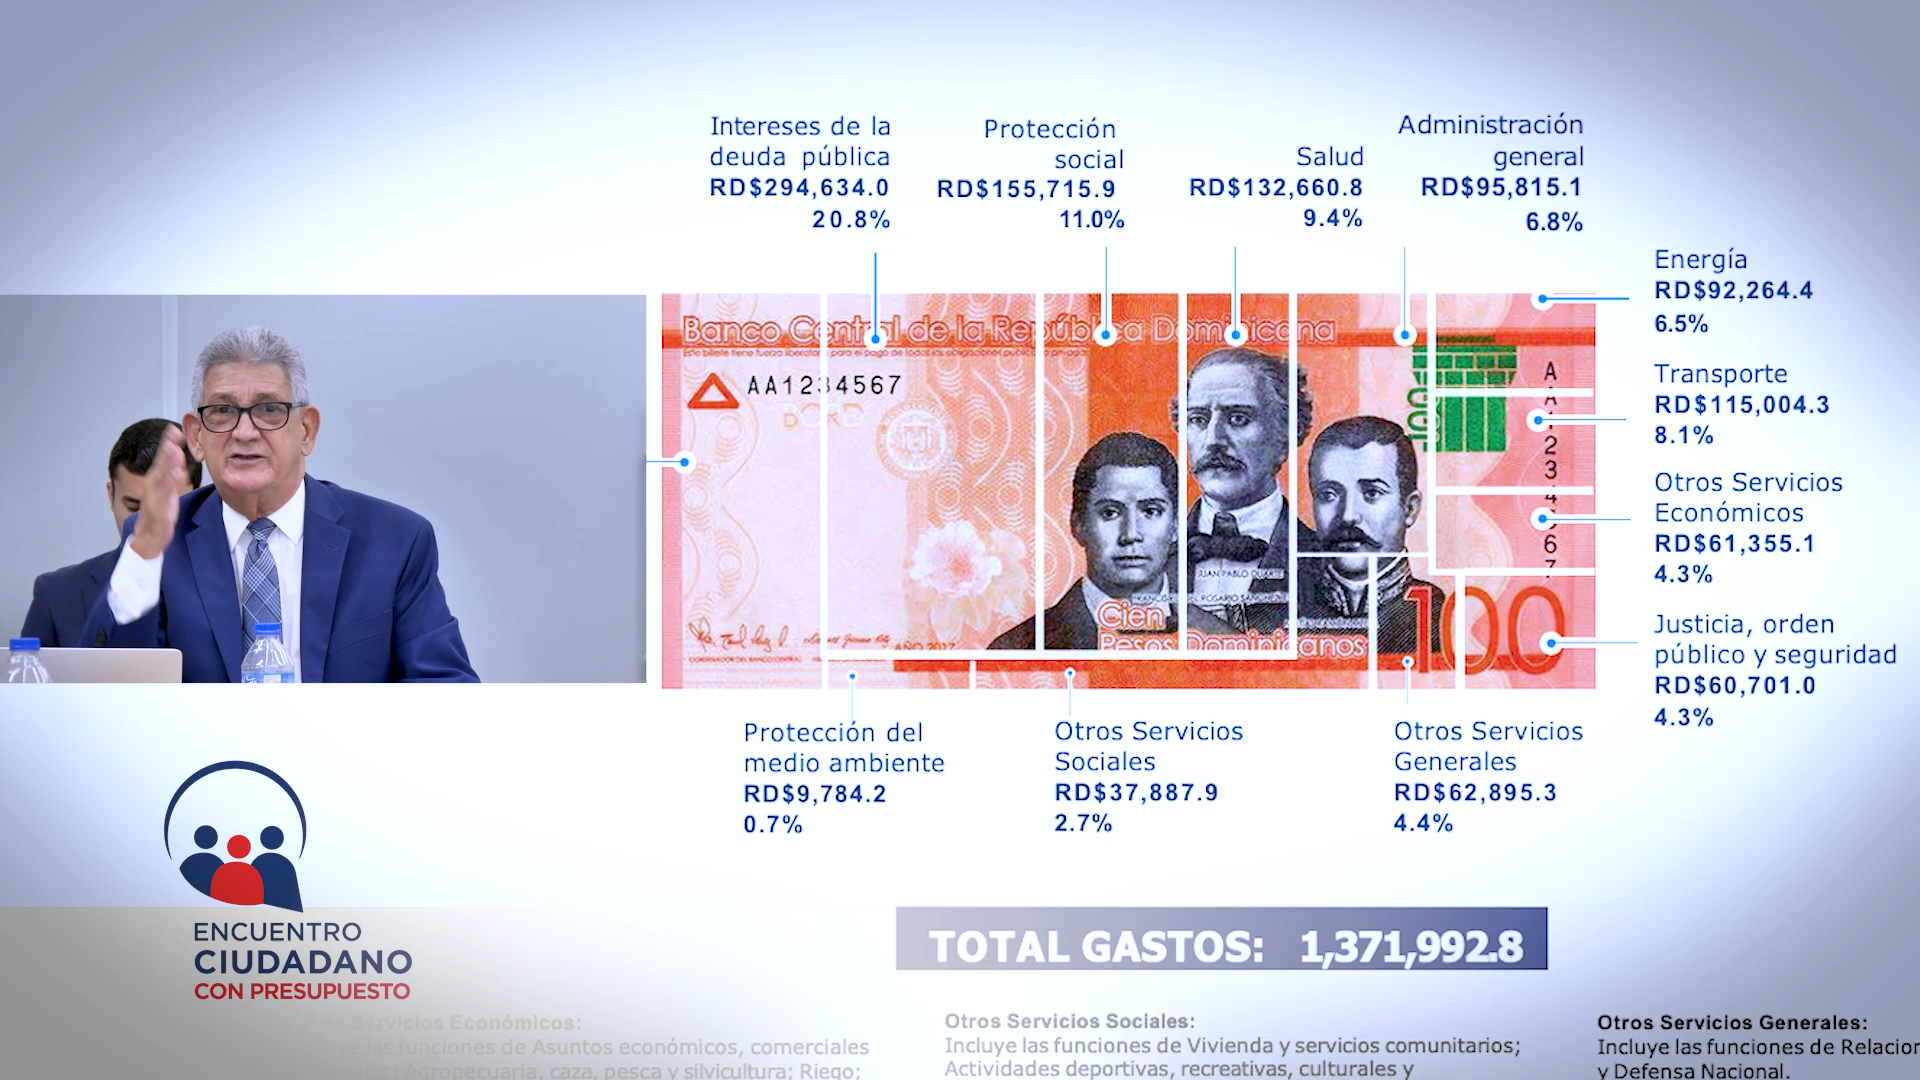 Intereses de la
deuda pública
RD$294,634.0
20.8%
Protección
social
RD$155,715.9
11.0%
Salud
RD$132,660.8
9.4%
Administración
general
RD$95,815.1
6.8%
Energía
RD$92,264.4
6.5%
Transporte
RD$115,004.3
8.1%
Otros Servicios
Económicos
RD$61,355.1
4.3%
Justicia, orden
público y seguridad
RD$60,701.0
4.3%
Banco Central de la República Dominicana
AA1234567
100
JUAN PABLO DUARTE
Cien
Pesos Dominicanos
AÑO 2017
100
Protección del
medio ambiente
RD$9,784.2
0.7%
Otros Servicios
Sociales
RD$37,887.9
2.7%
Otros Servicios
Generales
RD$62,895.3
4.4%
ENCUENTRO
CIUDADANO
CON PRESUPUESTO
TOTAL GASTOS: 1,371,992.8
Servicios Económicos:
las funciones de Asuntos económicos, comerciales
Agropecuaria, caza, pesca y silvicultura; Riego;
Otros Servicios Sociales:
Incluye las funciones de Vivienda y servicios comunitarios;
Actividades deportivas, recreativas, culturales y
Otros Servicios Generales:
Incluye las funciones de Relacion
y Defensa Nacional.